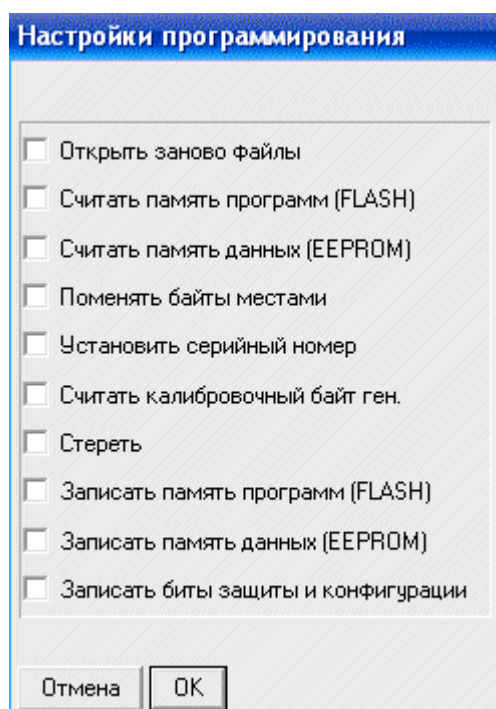 Настройки программирования
Открыть заново файлы
Считать память программ (FLASH)
Считать память данных (EEPROM)
Поменять байты местами
Установить серийный номер
Считать калибровочный байт ген.
Стереть
Записать память программ (FLASH)
Записать память данных (EEPROM)
Записать биты защиты и конфигурации
Отмена OK